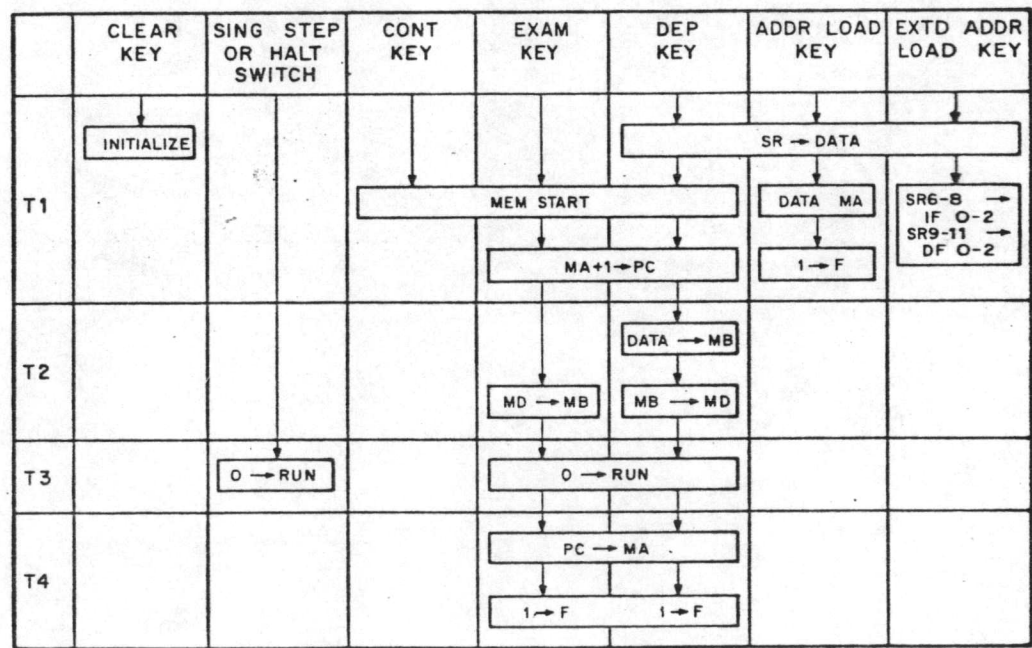 CLEAR KEY
SING STEP OR HALT SWITCH
CONT KEY
EXAM KEY
DEP KEY
ADDR LOAD KEY
EXTD ADDR LOAD KEY
T1
INITIALIZE
SR → DATA
MEM START
DATA MA
SR6-8 →
IF 0-2
SR9-11 →
DF 0-2
MA+1→PC
1→F
T2
DATA → MB
MD → MB
MB → MD
T3
0 → RUN
0 → RUN
T4
PC → MA
1→F
1→F